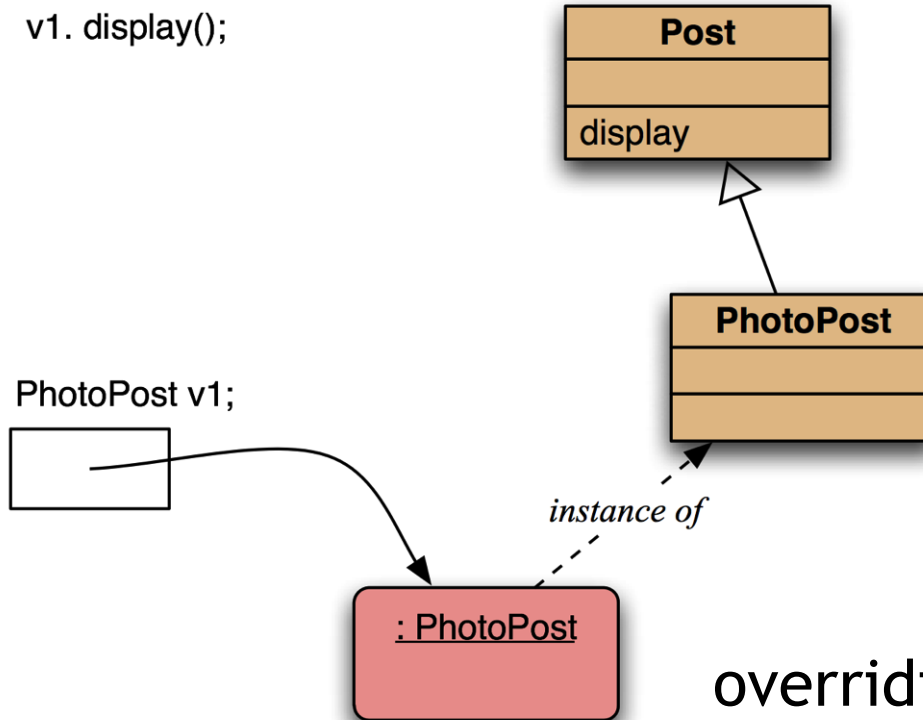 v1. display();
Post
display
PhotoPost
PhotoPost v1;
instance of
: PhotoPost